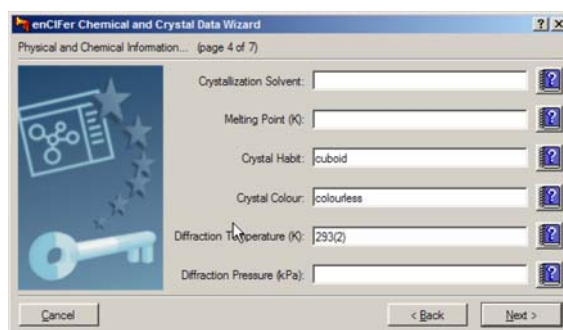 enCIFer Chemical and Crystal Data Wizard
Physical and Chemical Information... (page 4 of 7)
Crystallization Solvent:
Melting Point (K):
Crystal Habit: cuboid
Crystal Colour: colourless
Diffraction Temperature (K): 293(2)
Diffraction Pressure (kPa):
Cancel < Back Next >